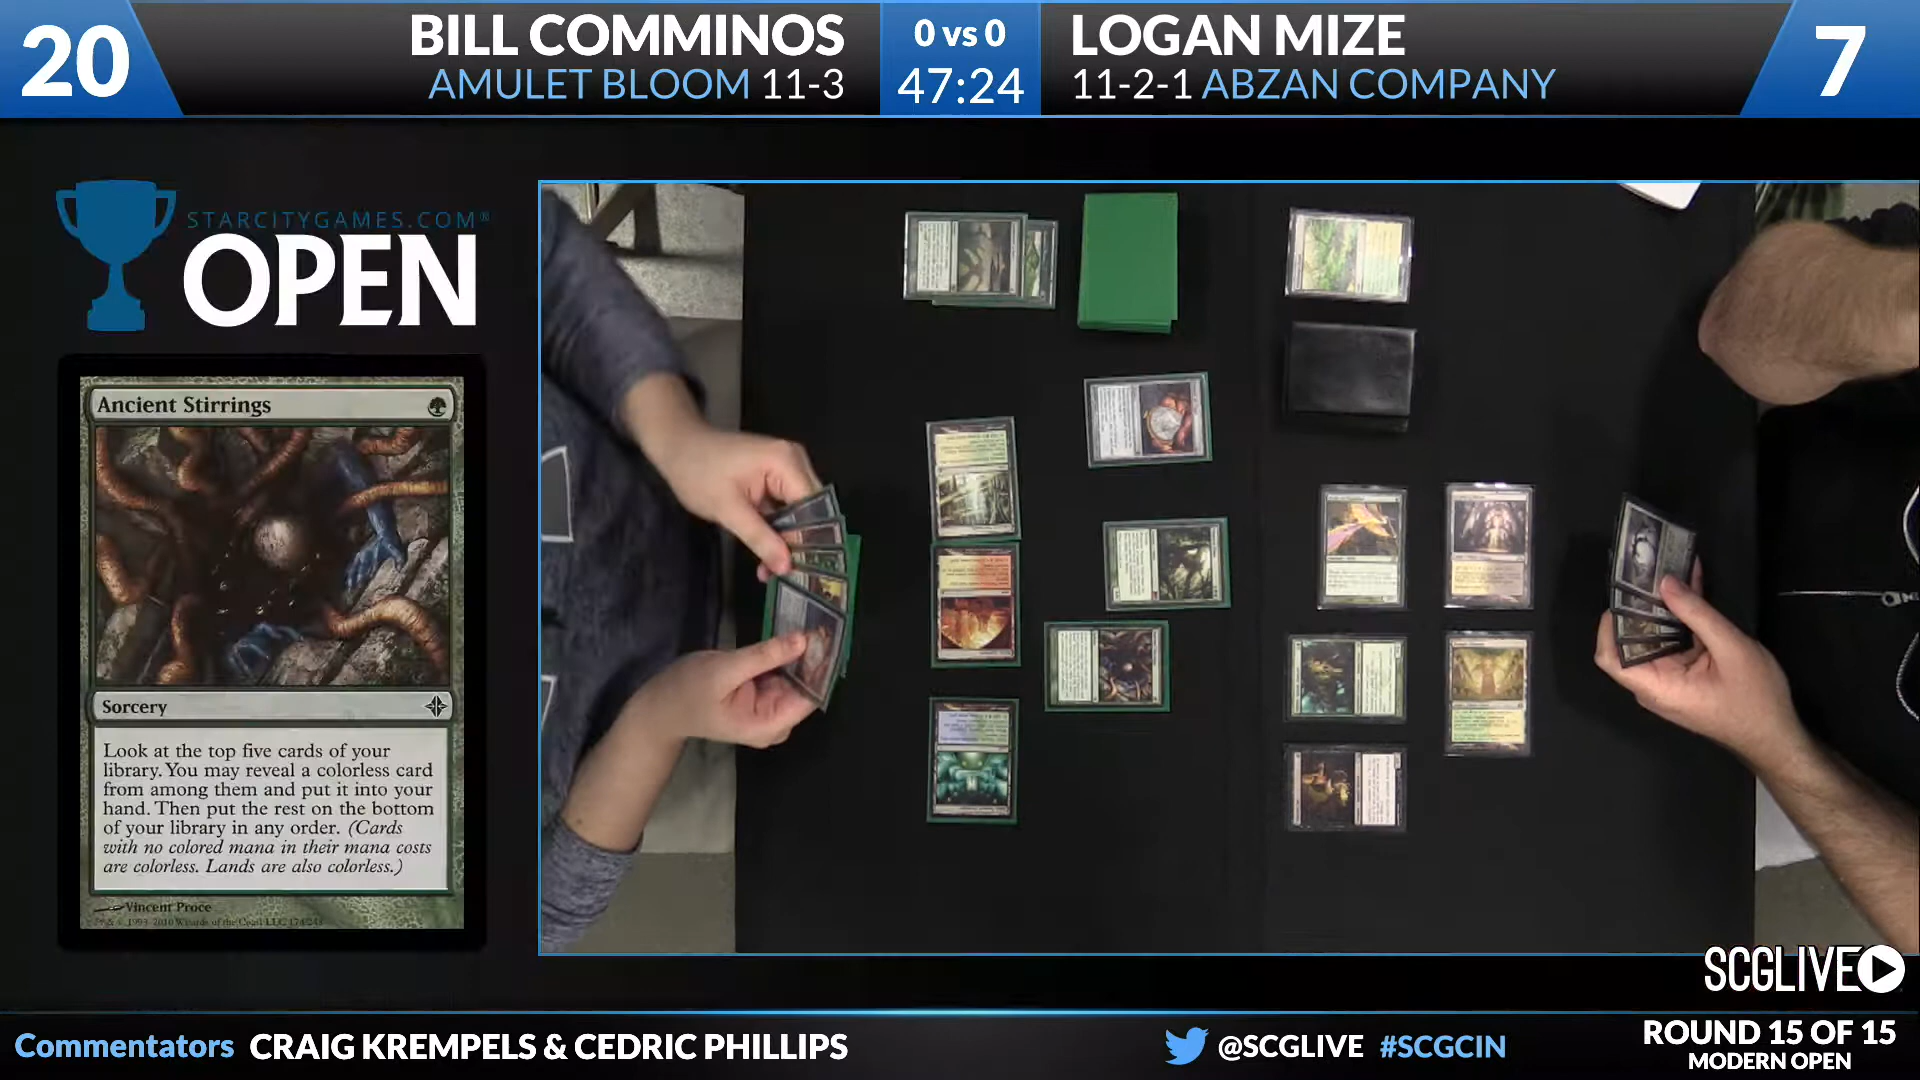 20
BILL COMMINOS
AMULET BLOOM 11-3
0 vs 0
47:24
LOGAN MIZE
11-2-1 ABZAN COMPANY
7
STARCITYGAMES.COM®
OPEN
Ancient Stirrings
Sorcery
Look at the top five cards of your
library. You may reveal a colorless card
from among them and put it into your
hand. Then put the rest on the bottom
of your library in any order. (Cards
with no colored mana in their mana costs
are colorless. Lands are also colorless.)
Vincent Proce
SCGLIVE
Commentators CRAIG KREMPELS & CEDRIC PHILLIPS
@SCGLIVE #SCGCIN
ROUND 15 OF 15
MODERN OPEN